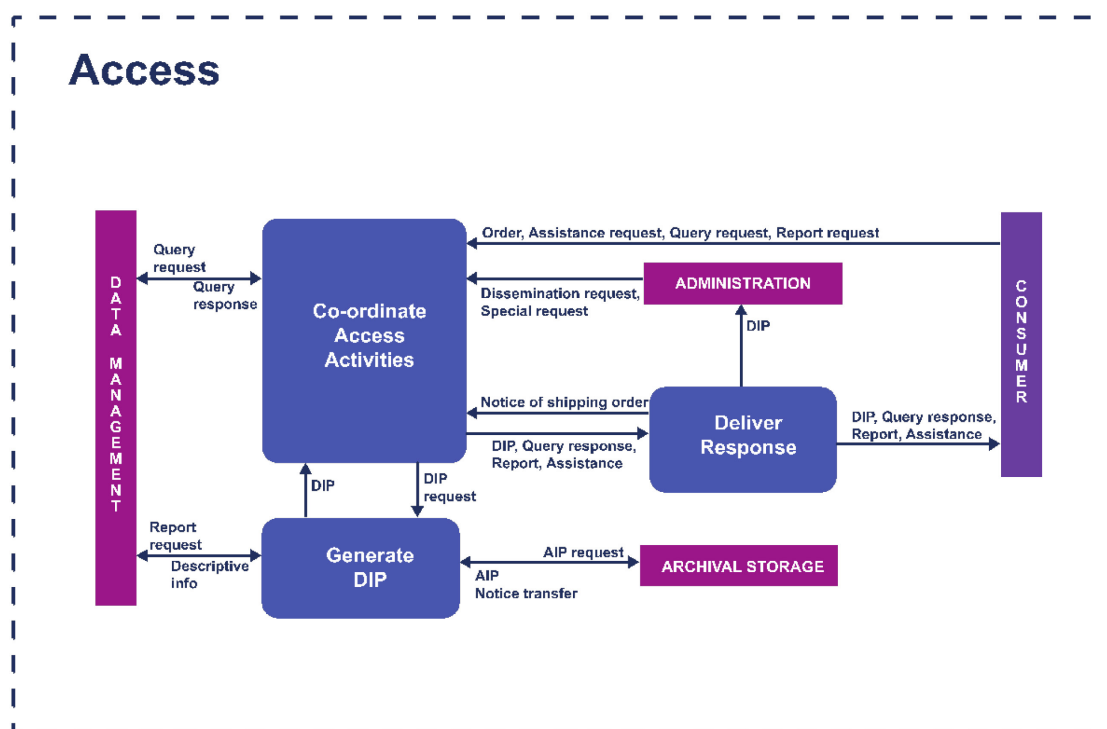 Access
DATA MANAGEMENT
Query
request
Query
response
Co-ordinate
Access
Activities
Order, Assistance request, Query request, Report request
Dissemination request,
Special request
ADMINISTRATION
CONSUMER
DIP
Notice of shipping order
DIP, Query response,
Report, Assistance
Deliver
Response
DIP, Query response,
Report, Assistance
DIP
DIP
request
Report
request
Descriptive
info
Generate
DIP
AIP request
AIP
Notice transfer
ARCHIVAL STORAGE